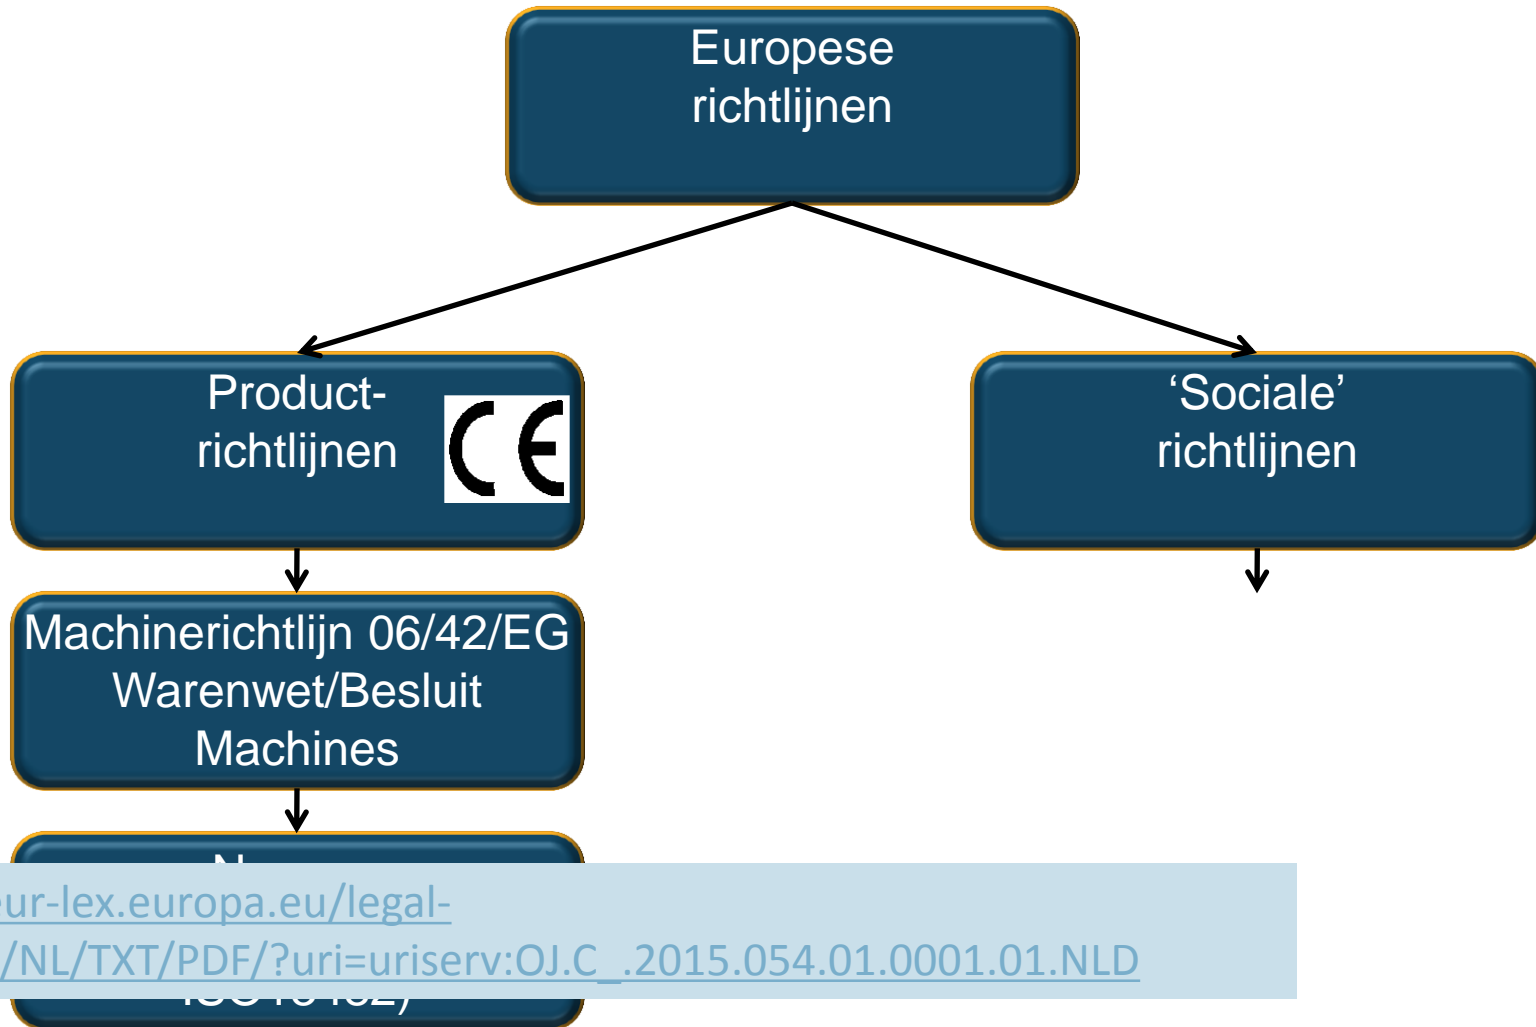 Europese
richtlijnen
Product-
richtlijnen
CE
‘Sociale’
richtlijnen
Machinerichtlijn 06/42/EG
Warenwet/Besluit
Machines
eur-lex.europa.eu/legal-
/NL/TXT/PDF/?uri=uriserv:OJ.C_.2015.054.01.0001.01.NLD